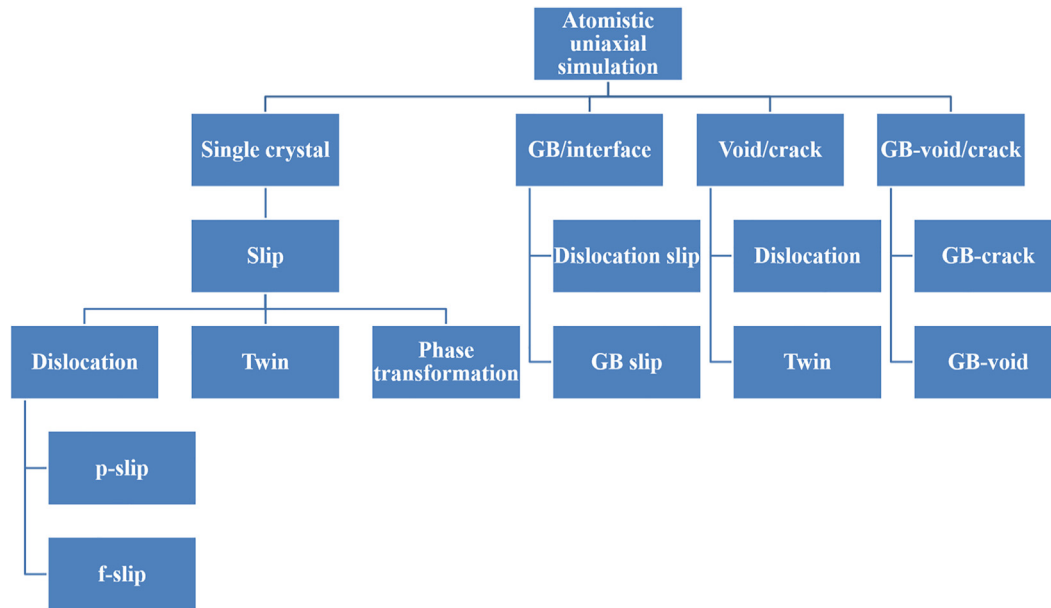 Atomistic
uniaxial
simulation
Single crystal
GB/interface
Void/crack
GB-void/crack
Slip
Dislocation slip
Dislocation
GB-crack
Dislocation
Twin
Phase
transformation
GB slip
Twin
GB-void
p-slip
f-slip